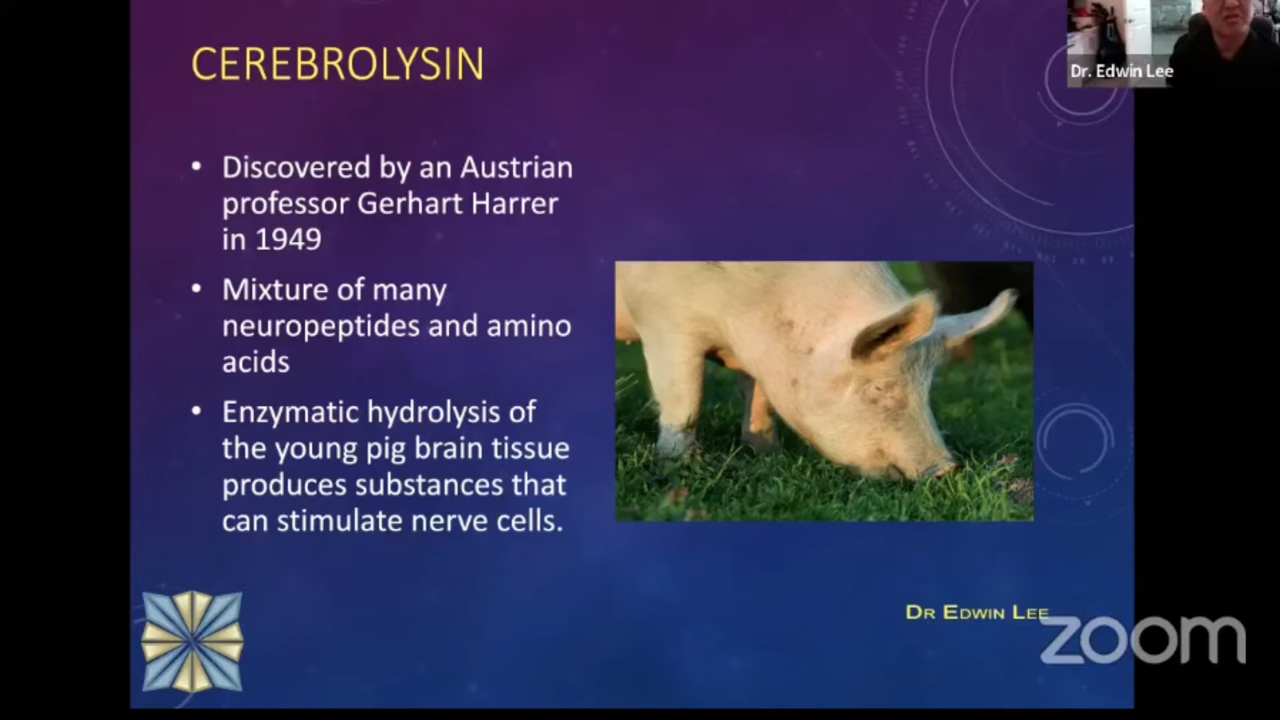 CEREBROLYSIN
Dr. Edwin Lee
• Discovered by an Austrian
professor Gerhart Harrer
in 1949
• Mixture of many
neuropeptides and amino
acids
• Enzymatic hydrolysis of
the young pig brain tissue
produces substances that
can stimulate nerve cells.
DR EDWIN LEE
zoom